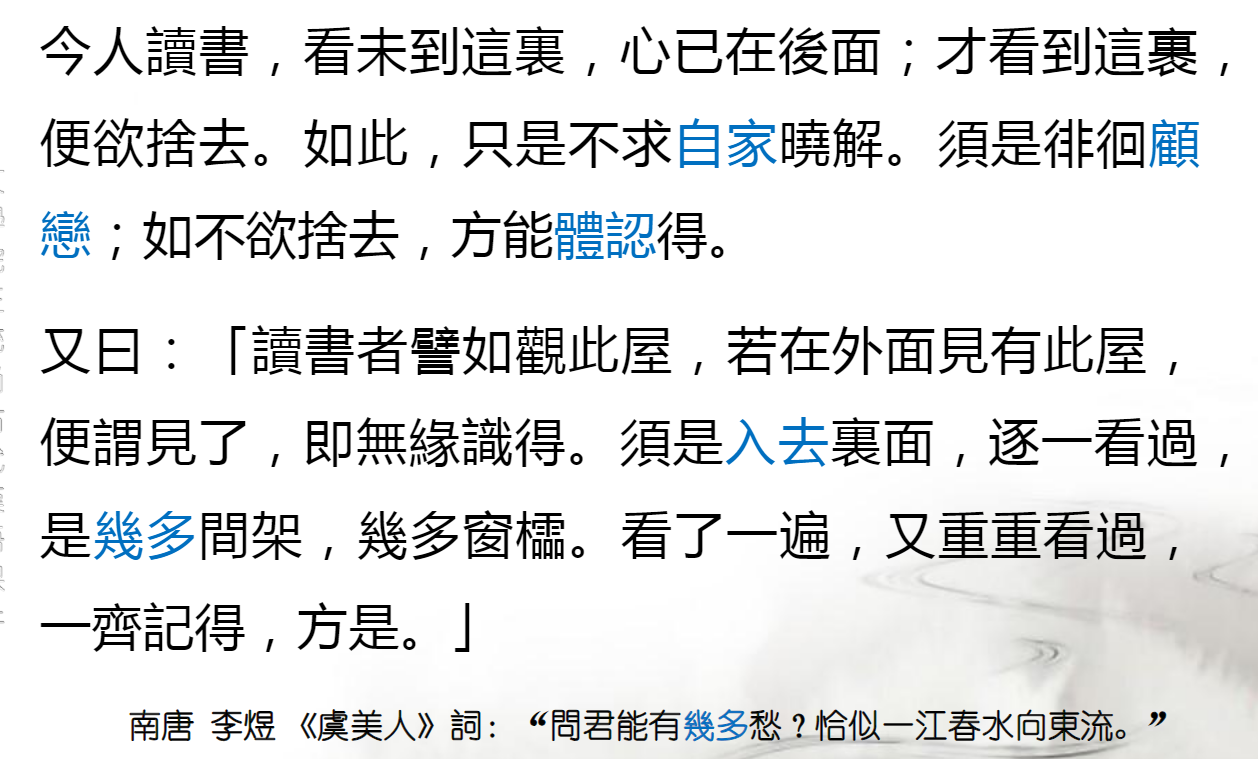 今人讀書，看未到這裏，心已在後面；才看到這裹，
便欲捨去。如此，只是不求自家曉解。須是徘徊顧
戀；如不欲捨去，方能體認得。
又曰：「讀書者譬如觀此屋，若在外面見有此屋，
便謂見了，即無緣識得。須是入去裏面，逐一看過，
是幾多間架，幾多窗櫺。看了一遍，又重重看過，
一齊記得，方是。」
南唐 李煜 《虞美人》詞：“問君能有幾多愁？恰似一江春水向東流。”